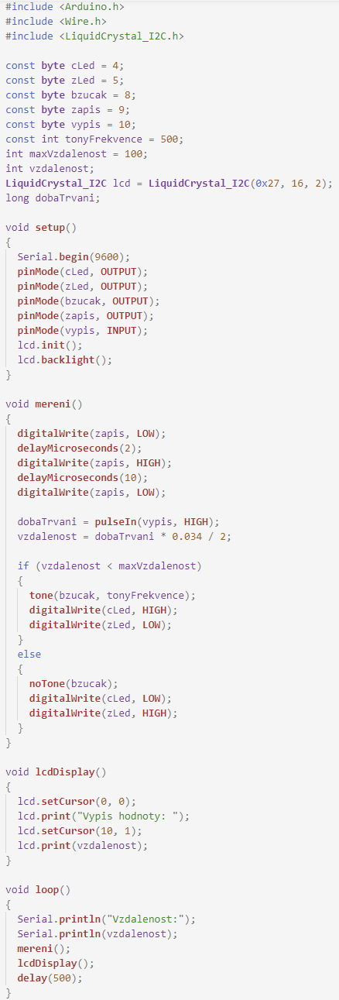 #include <Arduino.h>
#include <Wire.h>
#include <LiquidCrystal_I2C.h>

const byte cLed = 4;
const byte zLed = 5;
const byte bzucak = 8;
const byte zapis = 9;
const byte vypis = 10;
const int tonyFrekvence = 500;
int maxVzdalenost = 100;
int vzdalenost;
LiquidCrystal_I2C lcd = LiquidCrystal_I2C(0x27, 16, 2);
long dobaTrvani;

void setup()
{
  Serial.begin(9600);
  pinMode(cLed, OUTPUT);
  pinMode(zLed, OUTPUT);
  pinMode(bzucak, OUTPUT);
  pinMode(zapis, OUTPUT);
  pinMode(vypis, INPUT);
  lcd.init();
  lcd.backlight();
}

void mereni()
{
  digitalWrite(zapis, LOW);
  delayMicroseconds(2);
  digitalWrite(zapis, HIGH);
  delayMicroseconds(10);
  digitalWrite(zapis, LOW);

  dobaTrvani = pulseIn(vypis, HIGH);
  vzdalenost = dobaTrvani * 0.034 / 2;

  if (vzdalenost < maxVzdalenost)
  {
    tone(bzucak, tonyFrekvence);
    digitalWrite(cLed, HIGH);
    digitalWrite(zLed, LOW);
  }
  else
  {
    noTone(bzucak);
    digitalWrite(cLed, LOW);
    digitalWrite(zLed, HIGH);
  }
}

void lcdDisplay()
{
  lcd.setCursor(0, 0);
  lcd.print("Vypis hodnoty: ");
  lcd.setCursor(10, 1);
  lcd.print(vzdalenost);
}

void loop()
{
  Serial.println("Vzdalenost:");
  Serial.println(vzdalenost);
  mereni();
  lcdDisplay();
  delay(500);
}